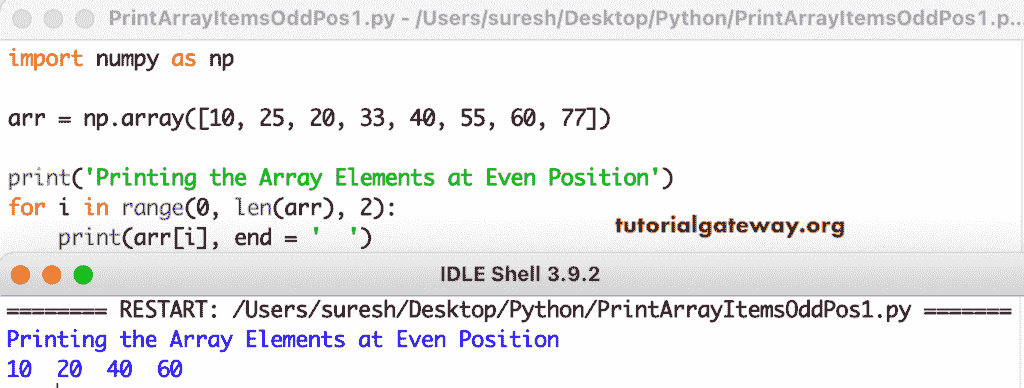 PrintArrayItemsOddPos1.py - /Users/suresh/Desktop/Python/PrintArrayItemsOddPos1.p...
import numpy as np
arr = np.array([10, 25, 20, 33, 40, 55, 60, 77])
print('Printing the Array Elements at Even Position')
for i in range(0, len(arr), 2):
    print(arr[i], end = '  ')
tutorialgateway.org
IDLE Shell 3.9.2
======== RESTART: /Users/suresh/Desktop/Python/PrintArrayItemsOddPos1.py =======
Printing the Array Elements at Even Position
10  20  40  60